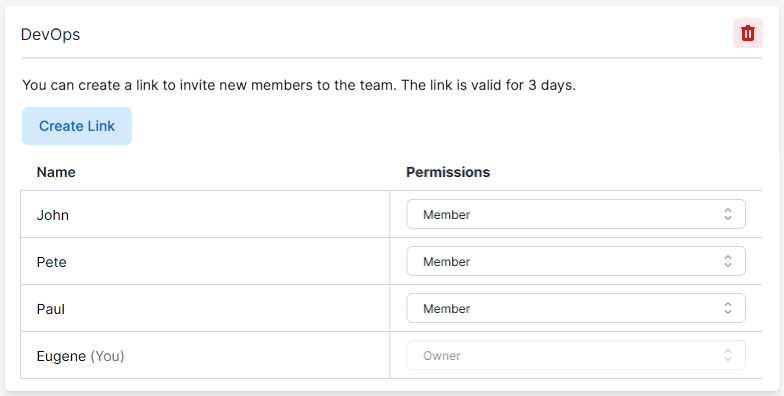 DevOps
You can create a link to invite new members to the team. The link is valid for 3 days.
Create Link
Name Permissions
John Member
Pete Member
Paul Member
Eugene (You) Owner